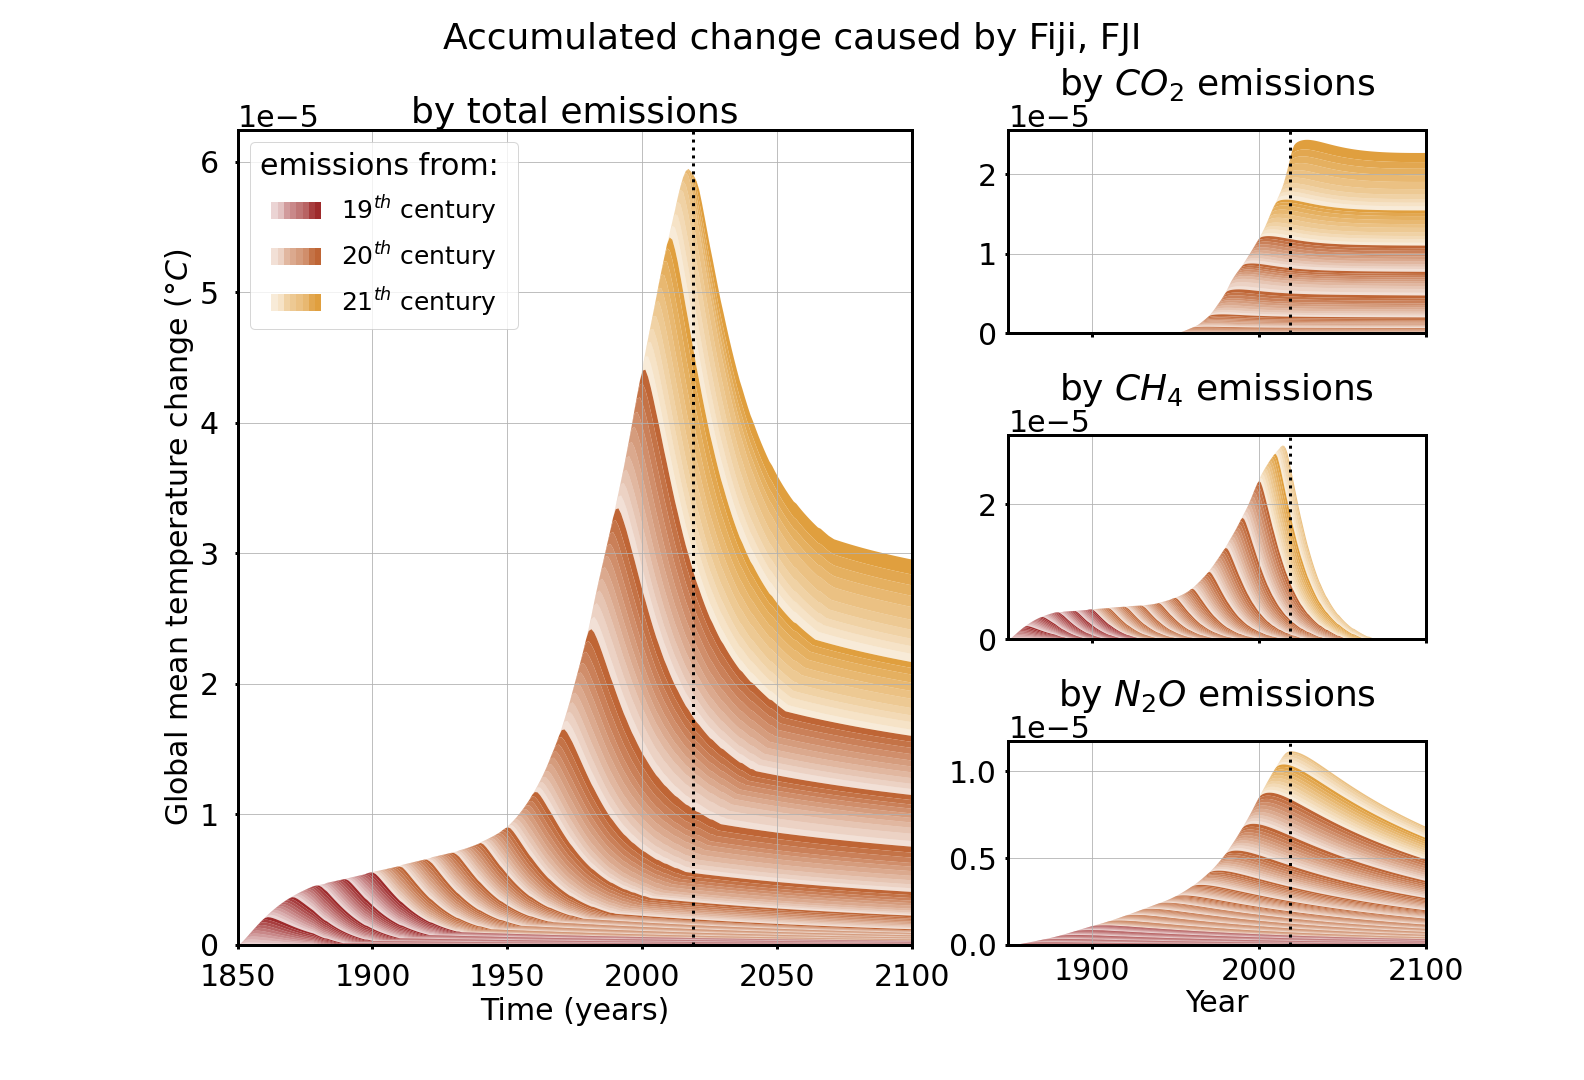 Accumulated change caused by Fiji, FJI
by total emissions
1e−5
emissions from:
19th century
20th century
21th century
Global mean temperature change (°C)
6
5
4
3
2
1
0
1850 1900 1950 2000 2050 2100
Time (years)
by CO2 emissions
1e−5
2
1
0
by CH4 emissions
1e−5
2
0
by N2O emissions
1e−5
1.0
0.5
0.0
1900 2000 2100
Year